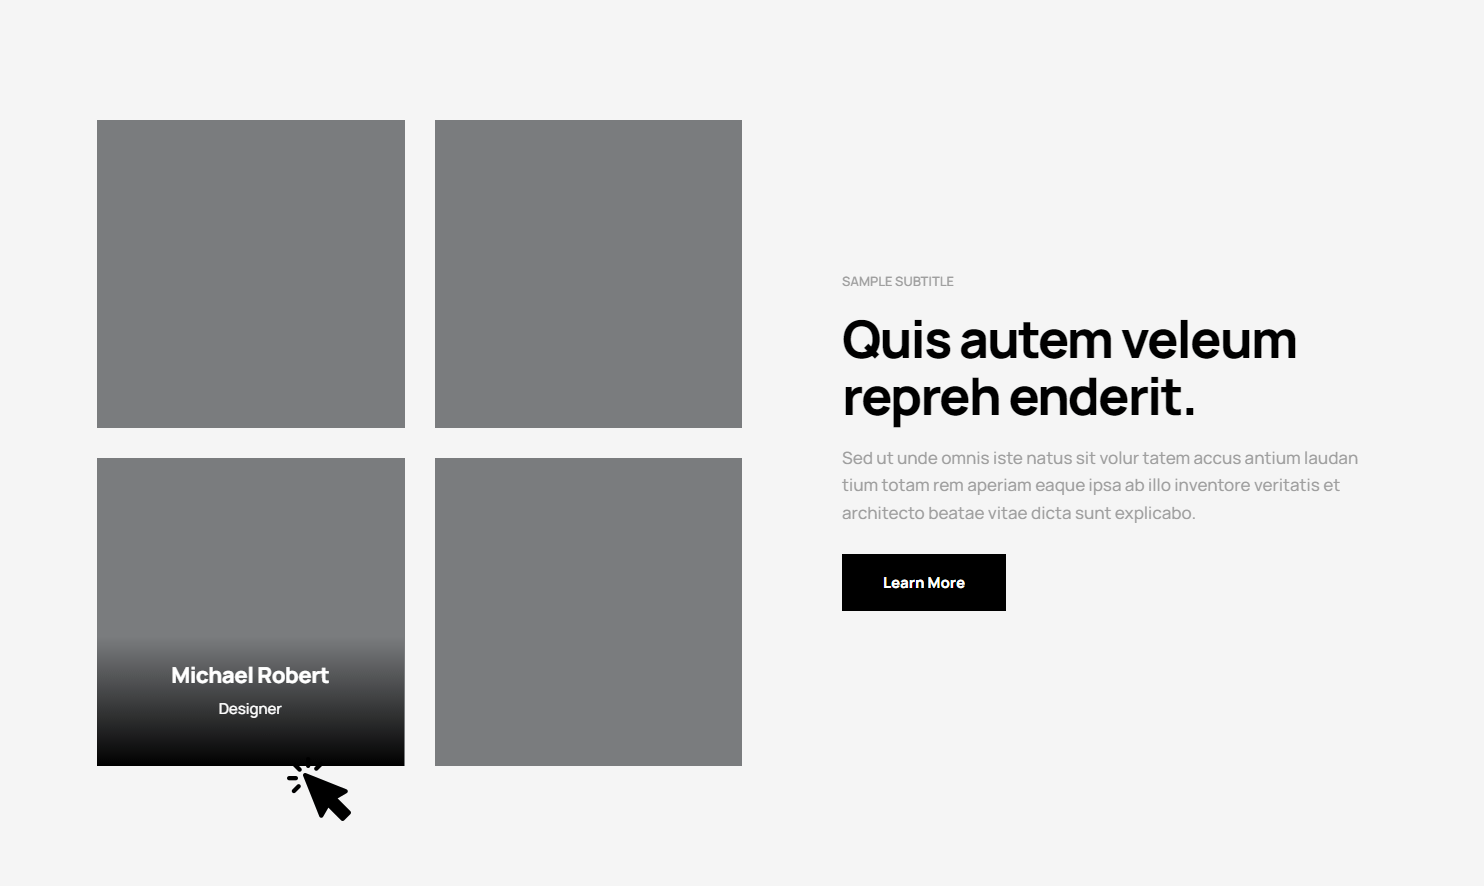 Michael Robert
Designer
SAMPLE SUBTITLE
Quis autem veleum
repreh enderit.
Sed ut unde omnis iste natus sit volur tatem accus antium laudan
tium totam rem aperiam eaque ipsa ab illo inventore veritatis et
architecto beatae vitae dicta sunt explicabo.
Learn More